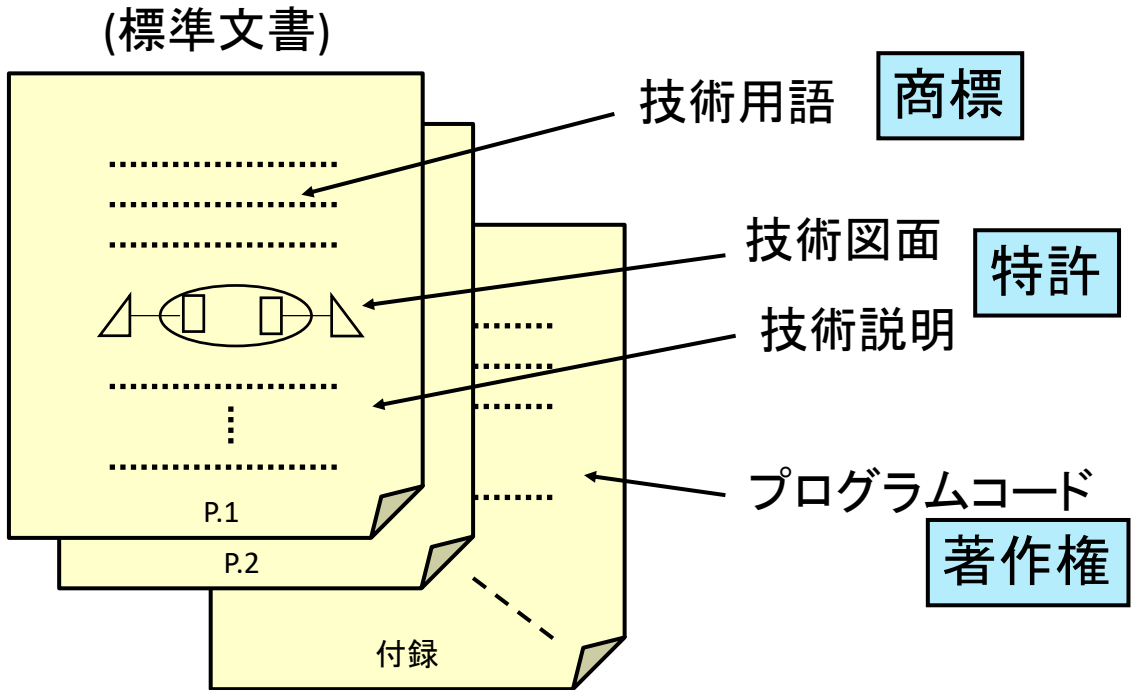 (標準文書)
技術用語
商標
技術図面
特許
技術説明
プログラムコード
著作権
P.1
P.2
付録